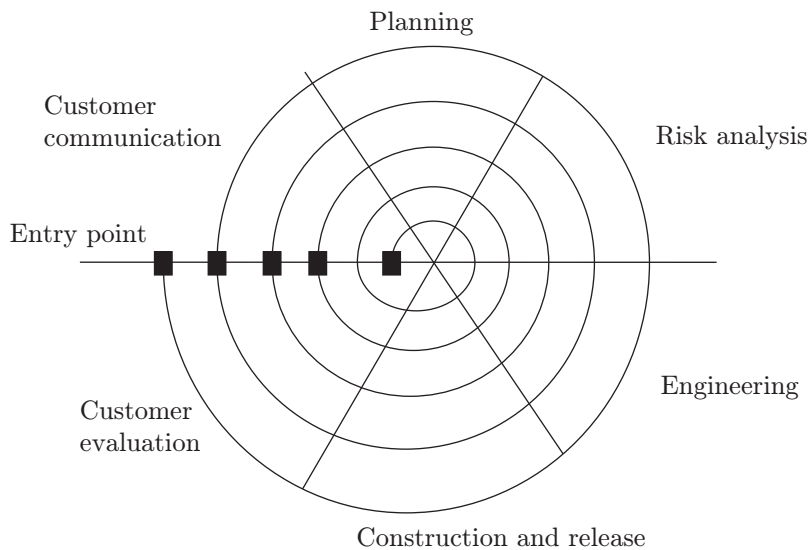 Planning
Customer
communication
Risk analysis
Entry point
Engineering
Customer
evaluation
Construction and release